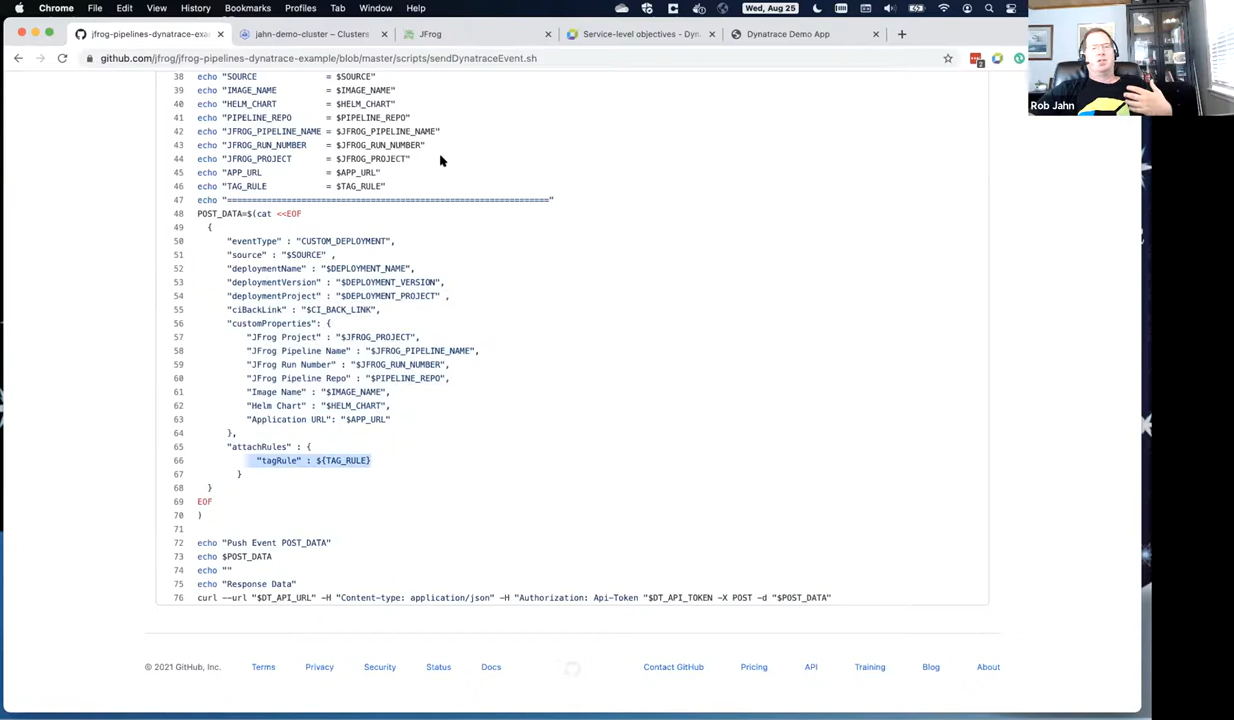 Chrome File Edit View History Bookmarks Profiles Tab Window Help Wed, Aug 25
jfrog-pipelines-dynatrace-exa jahn-demo-cluster – Clusters JFrog Service-level objectives - Dyn Dynatrace Demo App
github.com/jfrog/jfrog-pipelines-dynatrace-example/blob/master/scripts/sendDynatraceEvent.sh
Rob Jahn
38 echo "SOURCE = $SOURCE"
39 echo "IMAGE_NAME = $IMAGE_NAME"
40 echo "HELM_CHART = $HELM_CHART"
41 echo "PIPELINE_REPO = $PIPELINE_REPO"
42 echo "JFROG_PIPELINE_NAME = $JFROG_PIPELINE_NAME"
43 echo "JFROG_RUN_NUMBER = $JFROG_RUN_NUMBER"
44 echo "JFROG_PROJECT = $JFROG_PROJECT"
45 echo "APP_URL = $APP_URL"
46 echo "TAG_RULE = $TAG_RULE"
47 echo "================================================================="
48 POST_DATA=$(cat <<EOF
49 {
50 "eventType" : "CUSTOM_DEPLOYMENT",
51 "source" : "$SOURCE" ,
52 "deploymentName" : "$DEPLOYMENT_NAME",
53 "deploymentVersion" : "$DEPLOYMENT_VERSION",
54 "deploymentProject" : "$DEPLOYMENT_PROJECT" ,
55 "ciBackLink" : "$CI_BACK_LINK",
56 "customProperties": {
57 "JFrog Project" : "$JFROG_PROJECT",
58 "JFrog Pipeline Name" : "$JFROG_PIPELINE_NAME",
59 "JFrog Run Number" : "$JFROG_RUN_NUMBER",
60 "JFrog Pipeline Repo" : "$PIPELINE_REPO",
61 "Image Name" : "$IMAGE_NAME",
62 "Helm Chart" : "$HELM_CHART",
63 "Application URL": "$APP_URL"
64 },
65 "attachRules" : {
66 "tagRule" : ${TAG_RULE}
67 }
68 }
69 EOF
70 )
71
72 echo "Push Event POST_DATA"
73 echo $POST_DATA
74 echo ""
75 echo "Response Data"
76 curl --url "$DT_API_URL" -H "Content-type: application/json" -H "Authorization: Api-Token "$DT_API_TOKEN -X POST -d "$POST_DATA"
© 2021 GitHub, Inc. Terms Privacy Security Status Docs Contact GitHub Pricing API Training Blog About